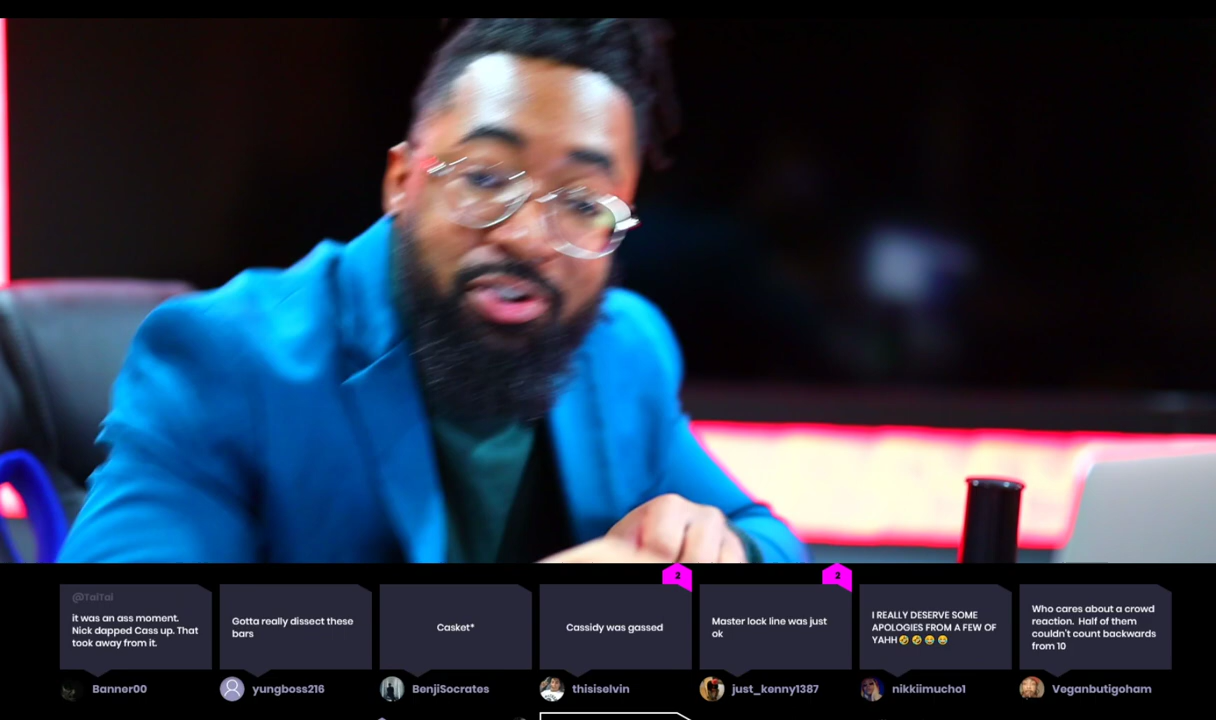 2
2
@TaiTai
it was an ass moment.
Nick dapped Cass up. That
took away from it.
Gotta really dissect these
bars
Casket*
Cassidy was gassed
Master lock line was just
ok
I REALLY DESERVE SOME
APOLOGIES FROM A FEW OF
YAHH🤣🤣😭😭
Who cares about a crowd
reaction. Half of them
couldn't count backwards
from 10
Banner00
yungboss216
BenjiSocrates
thisiselvin
just_kenny1387
nikkiimucho1
Veganbutigoham